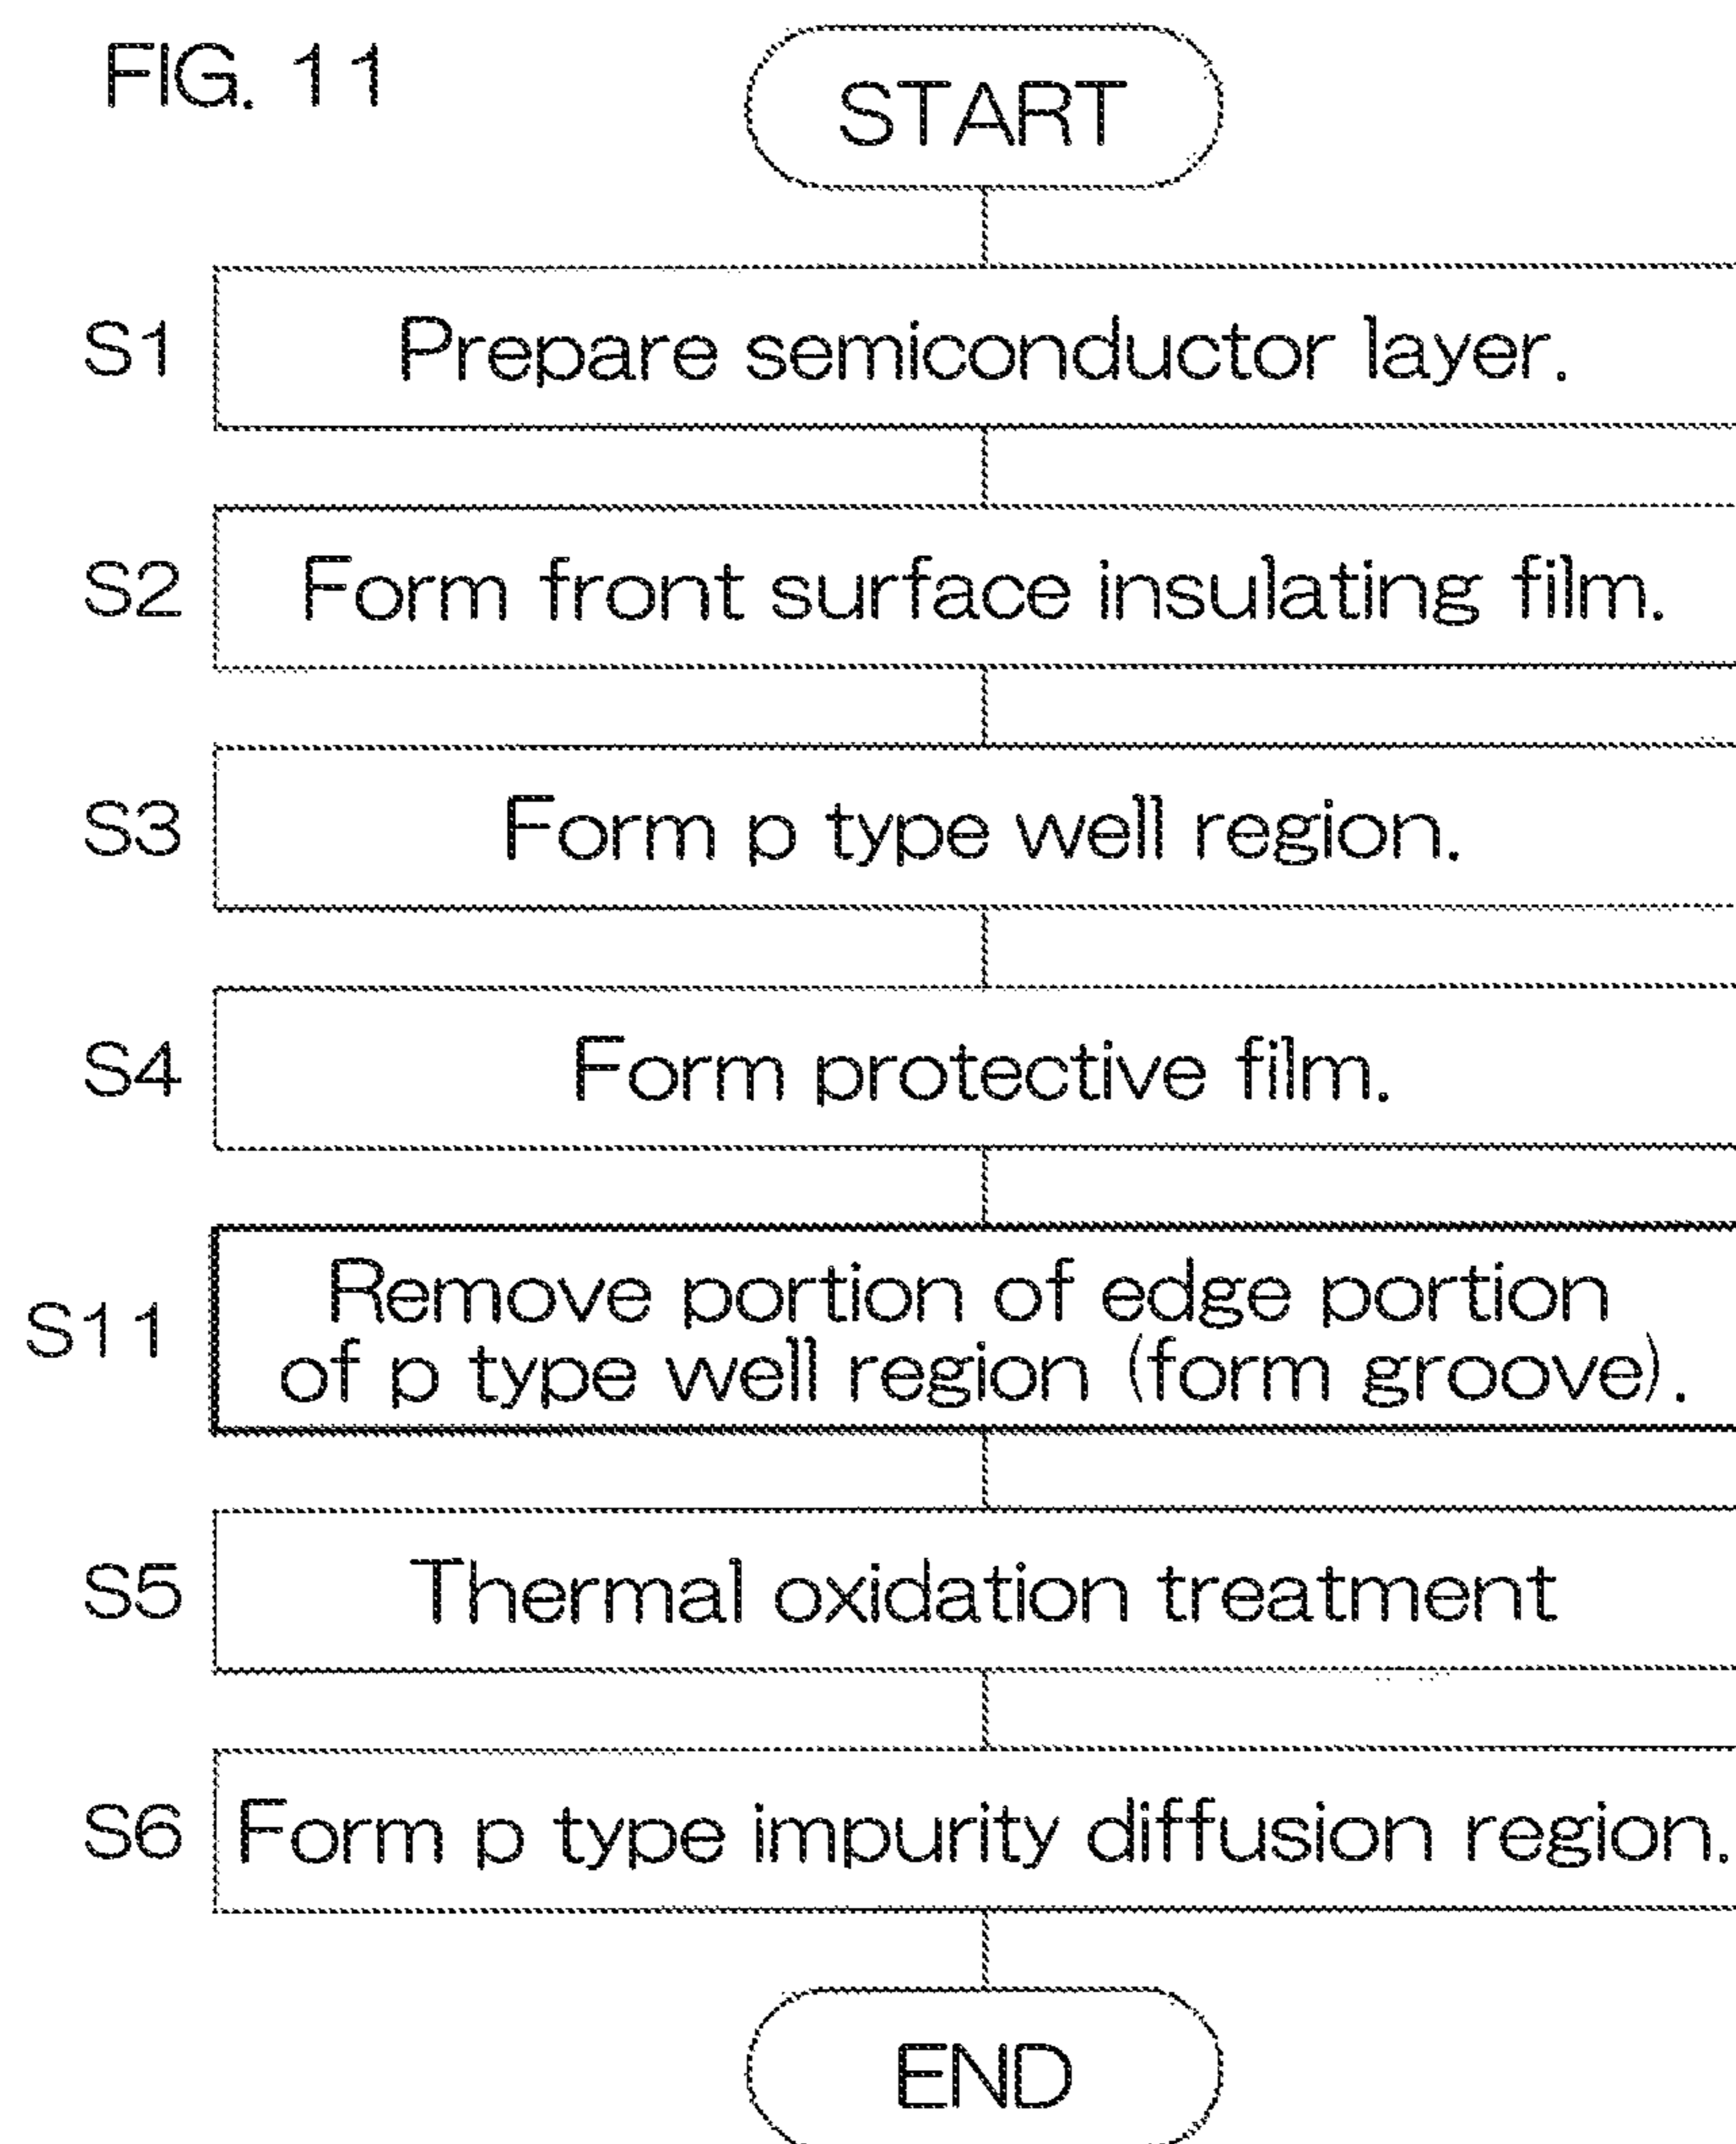 FIG. 11
START
S1 Prepare semiconductor layer.
S2 Form front surface insulating film.
S3 Form p type well region.
S4 Form protective film.
S11 Remove portion of edge portion
of p type well region (form groove).
S5 Thermal oxidation treatment
S6 Form p type impurity diffusion region.
END